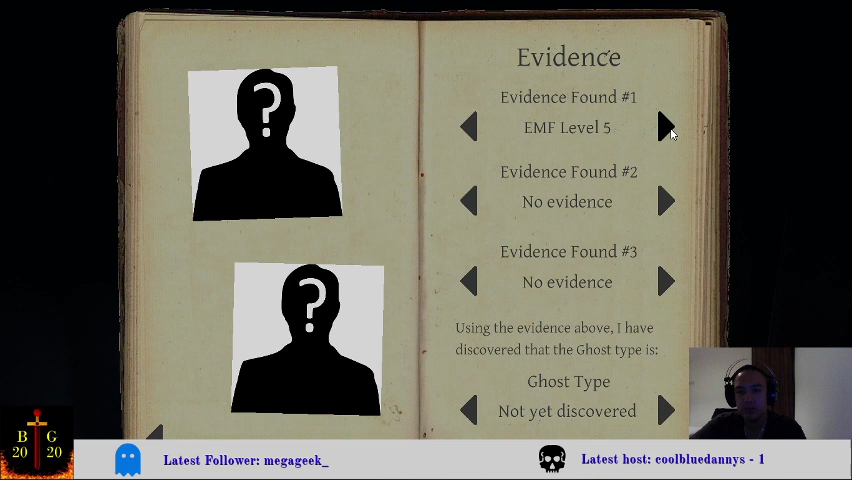 Evidence
Evidence Found #1
EMF Level 5
Evidence Found #2
No evidence
Evidence Found #3
No evidence
Using the evidence above, I have
discovered that the Ghost type is:
Ghost Type
Not yet discovered
?
?
B G
20 20
Latest Follower: megageek_
Latest host: coolbluedannys - 1